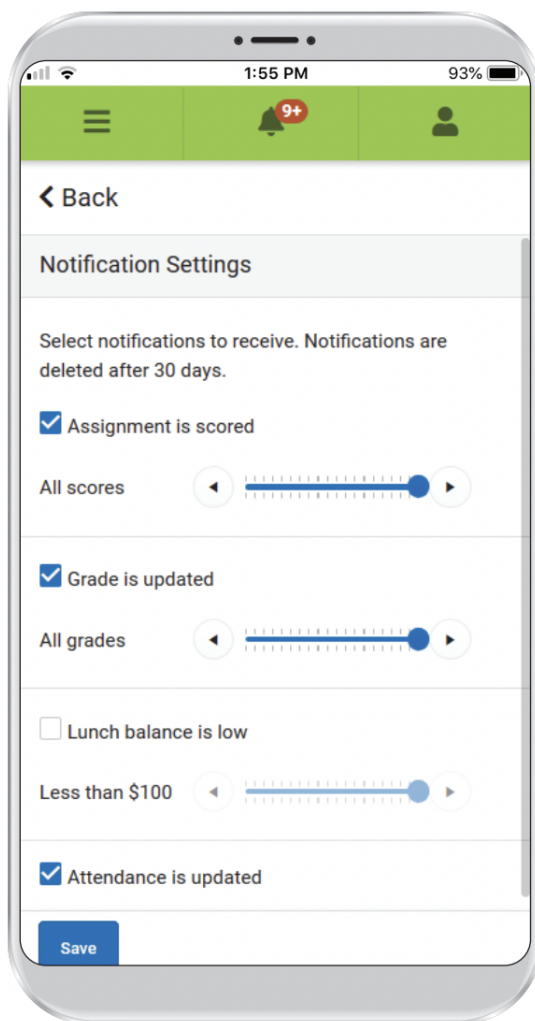 1:55 PM 93%
9+
Back
Notification Settings
Select notifications to receive. Notifications are
deleted after 30 days.
Assignment is scored
All scores
Grade is updated
All grades
Lunch balance is low
Less than $100
Attendance is updated
Save